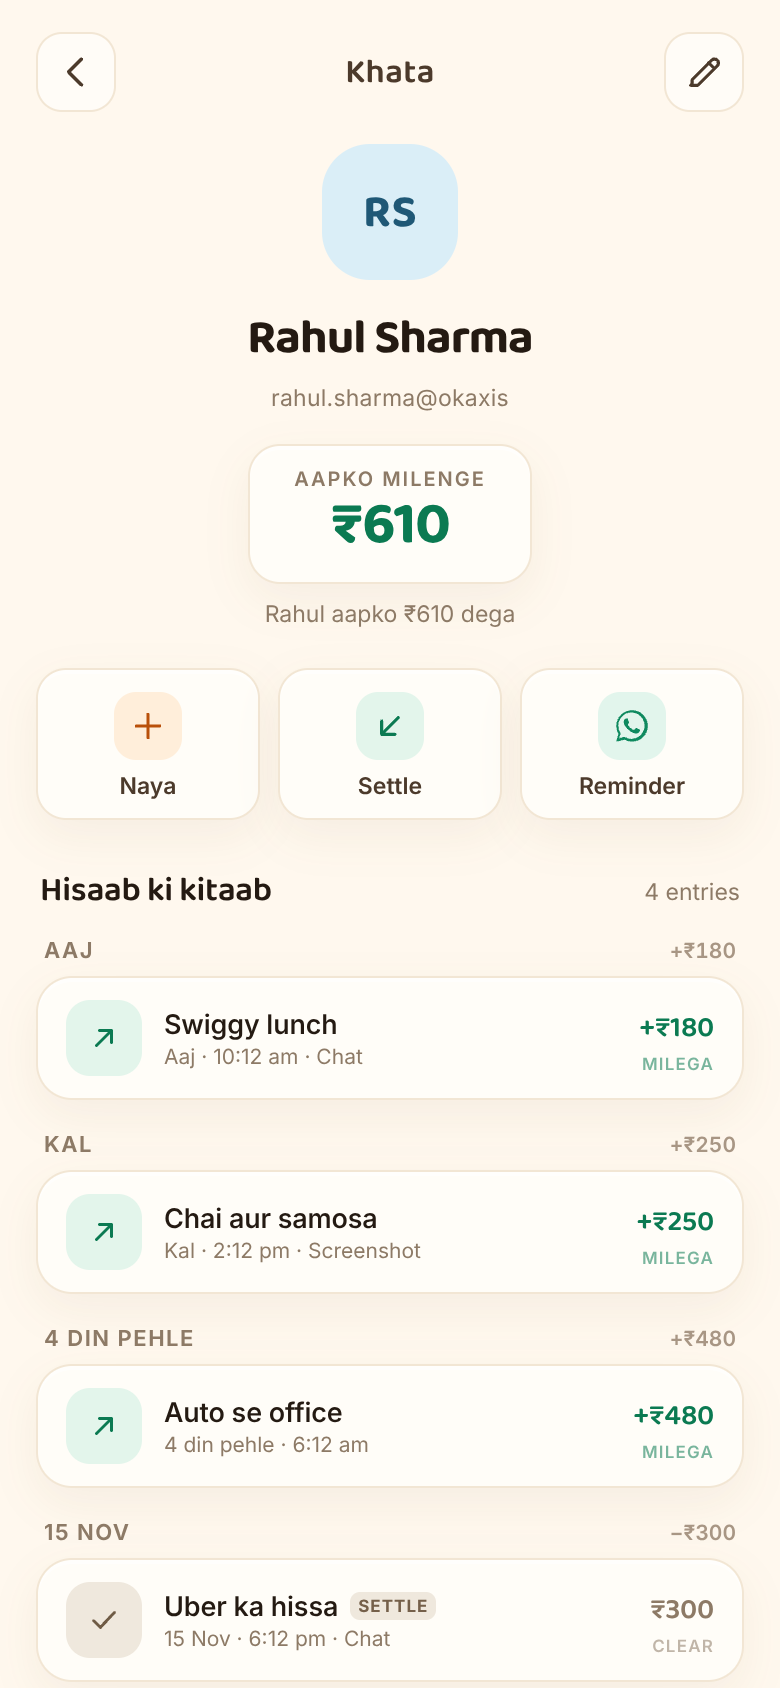 Khata
RS
Rahul Sharma
rahul.sharma@okaxis
AAPKO MILENGE
₹610
Rahul aapko ₹610 dega
Naya
Settle
Reminder
Hisaab ki kitaab
4 entries
AAJ
+₹180
Swiggy lunch
+₹180
Aaj · 10:12 am · Chat
MILEGA
KAL
+₹250
Chai aur samosa
+₹250
Kal · 2:12 pm · Screenshot
MILEGA
4 DIN PEHLE
+₹480
Auto se office
+₹480
4 din pehle · 6:12 am
MILEGA
15 NOV
−₹300
Uber ka hissa SETTLE
₹300
15 Nov · 6:12 pm · Chat
CLEAR